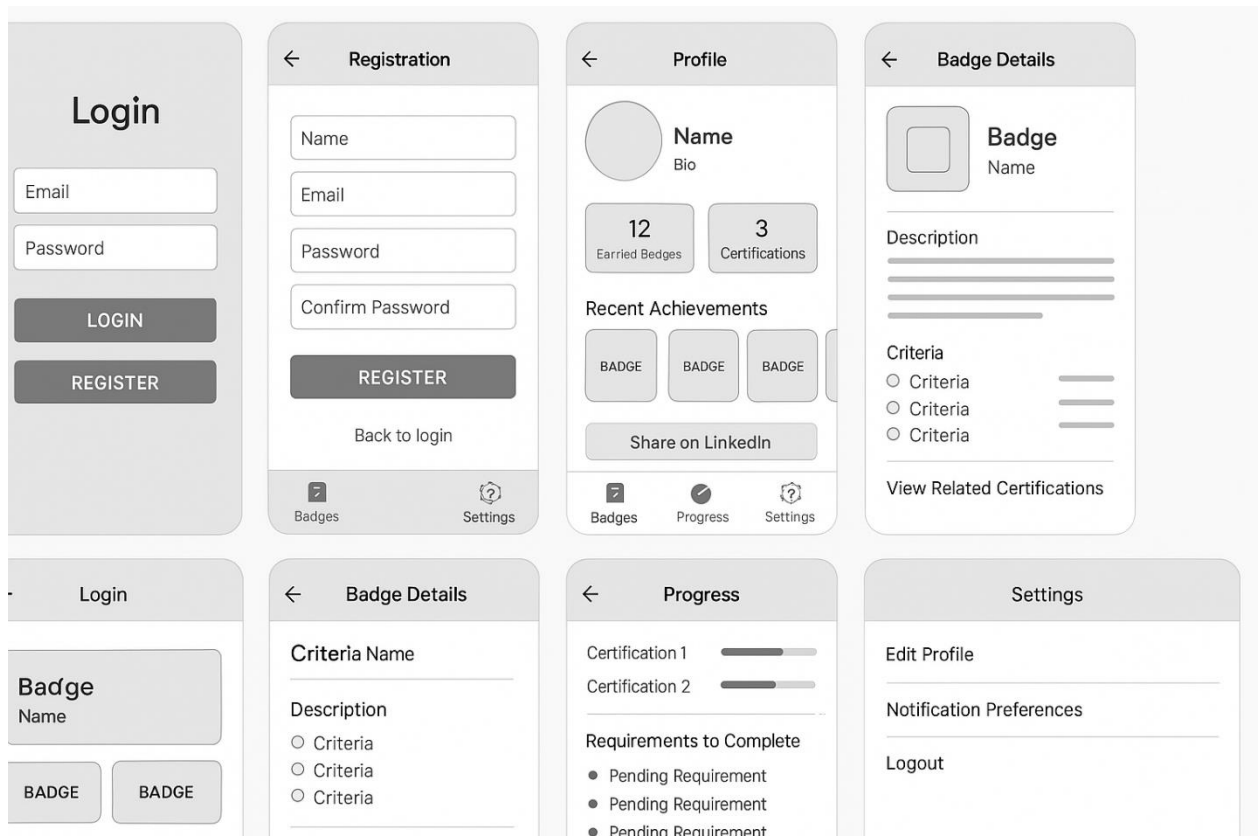 Login
Email
Password
LOGIN
REGISTER
Registration
Name
Email
Password
Confirm Password
REGISTER
Back to login
Badges
Settings
Profile
Name
Bio
12
Earried Bedges
3
Certifications
Recent Achievements
BADGE
BADGE
BADGE
Share on LinkedIn
Badges
Progress
Settings
Badge Details
Badge
Name
Description
Criteria
Criteria
Criteria
Criteria
View Related Certifications
Login
Badge
Name
BADGE
BADGE
Badge Details
Criteria Name
Description
Criteria
Criteria
Criteria
Progress
Certification 1
Certification 2
Requirements to Complete
Pending Requirement
Pending Requirement
Pending Requirement
Settings
Edit Profile
Notification Preferences
Logout